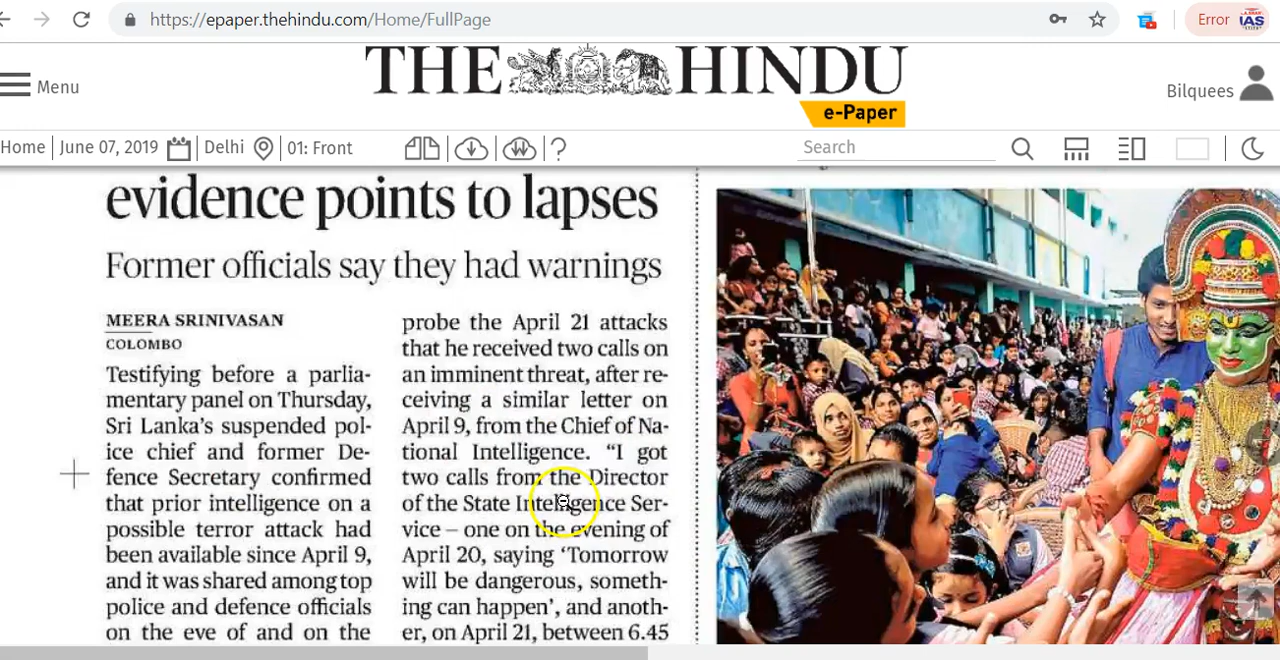 https://epaper.thehindu.com/Home/FullPage
Error
IAS
Menu
THE HINDU
e-Paper
Bilquees
Home
June 07, 2019
Delhi
01: Front
?
Search
evidence points to lapses
Former officials say they had warnings
MEERA SRINIVASAN
COLOMBO
Testifying before a parlia-
mentary panel on Thursday,
Sri Lanka's suspended pol-
ice chief and former De-
fence Secretary confirmed
that prior intelligence on a
possible terror attack had
been available since April 9,
and it was shared among top
police and defence officials
on the eve of and on the
probe the April 21 attacks
that he received two calls on
an imminent threat, after re-
ceiving a similar letter on
April 9, from the Chief of Na-
tional Intelligence. “I got
two calls from the Director
of the State Intelligence Ser-
vice – one on the evening of
April 20, saying ‘Tomorrow
will be dangerous, someth-
ing can happen’, and anoth-
er, on April 21, between 6.45